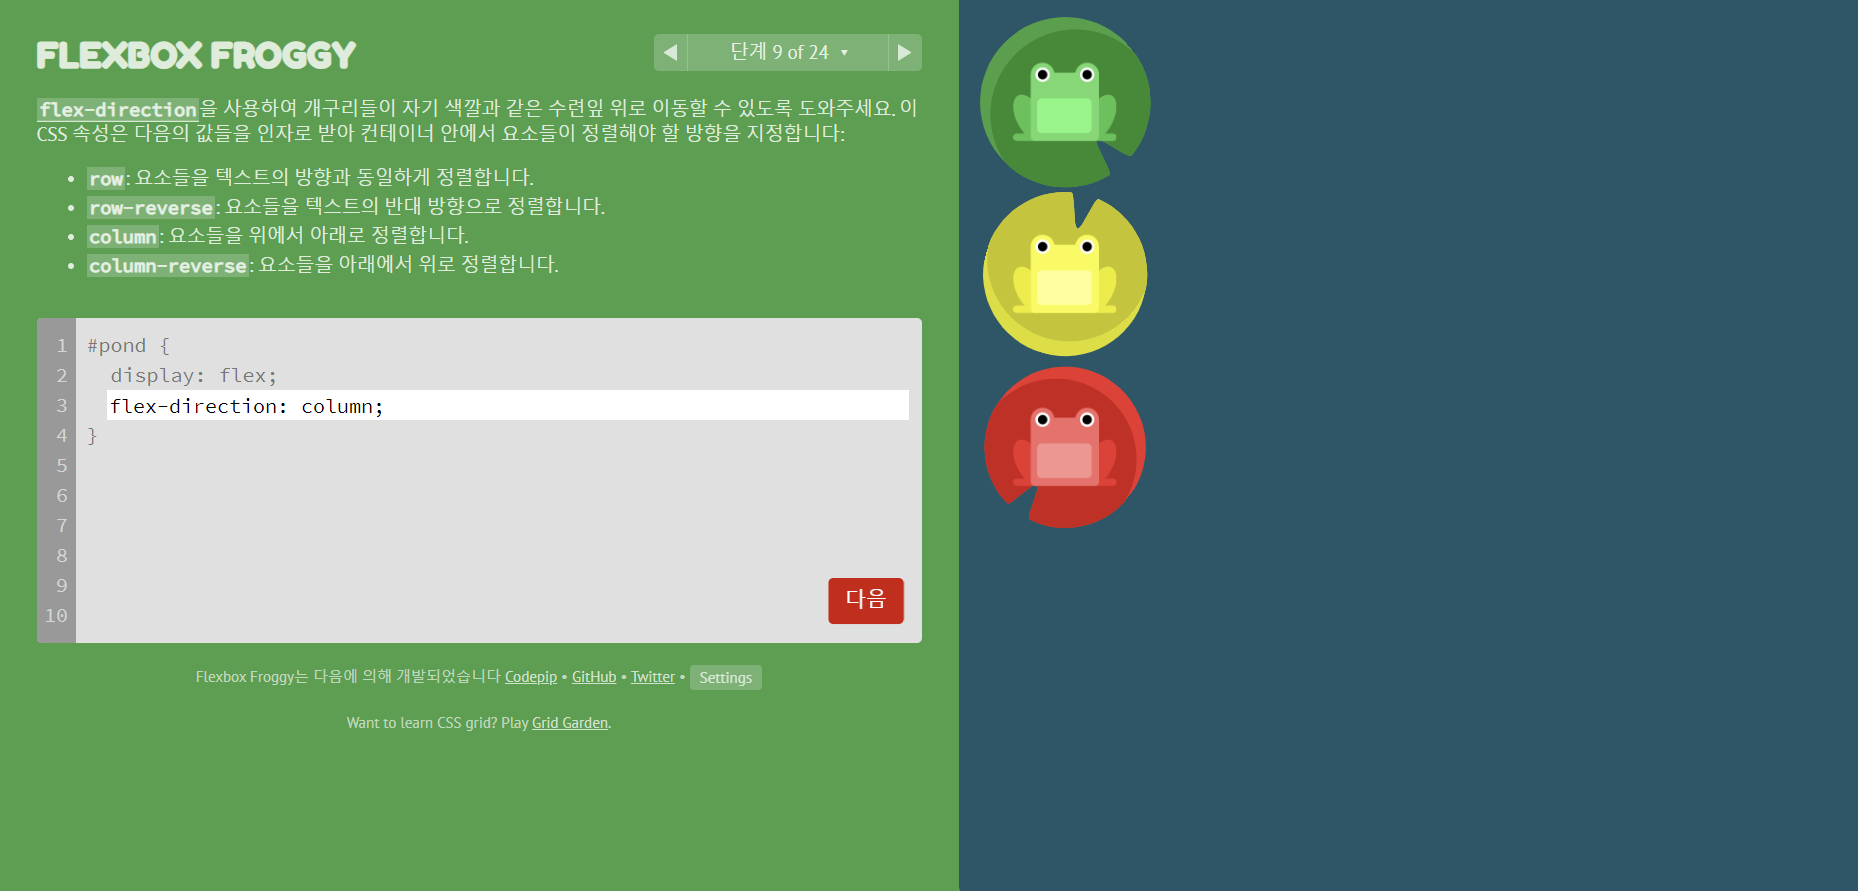 FLEXBOX FROGGY
단계 9 of 24
flex-direction을 사용하여 개구리들이 자기 색깔과 같은 수련잎 위로 이동할 수 있도록 도와주세요. 이
CSS 속성은 다음의 값들을 인자로 받아 컨테이너 안에서 요소들이 정렬해야 할 방향을 지정합니다:
• row: 요소들을 텍스트의 방향과 동일하게 정렬합니다.
• row-reverse: 요소들을 텍스트의 반대 방향으로 정렬합니다.
• column: 요소들을 위에서 아래로 정렬합니다.
• column-reverse: 요소들을 아래에서 위로 정렬합니다.
1 #pond {
2 display: flex;
3 flex-direction: column;
4 }
5
6
7
8
9
10
다음
Flexbox Froggy는 다음에 의해 개발되었습니다 Codepip • GitHub • Twitter • Settings
Want to learn CSS grid? Play Grid Garden.